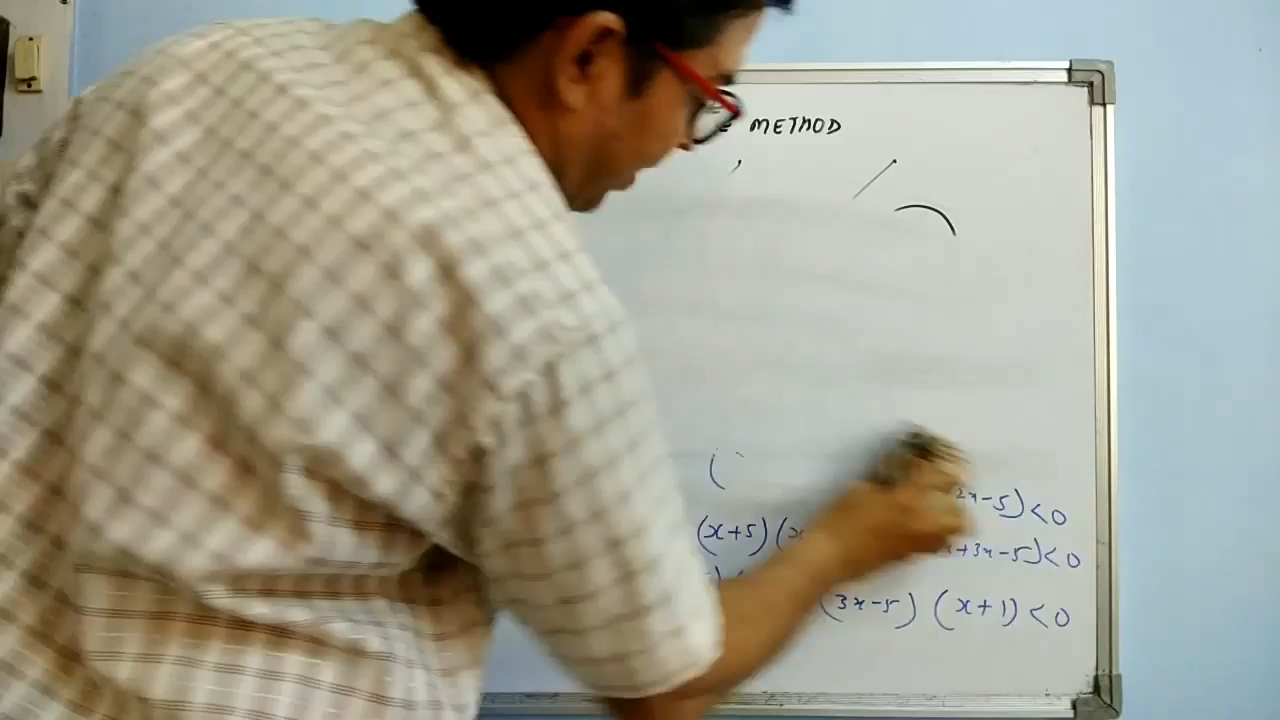 METHOD
(
2x-5)<0
(x+5)(x
x+3x-5)<0
(3x-5) (x+1)<0